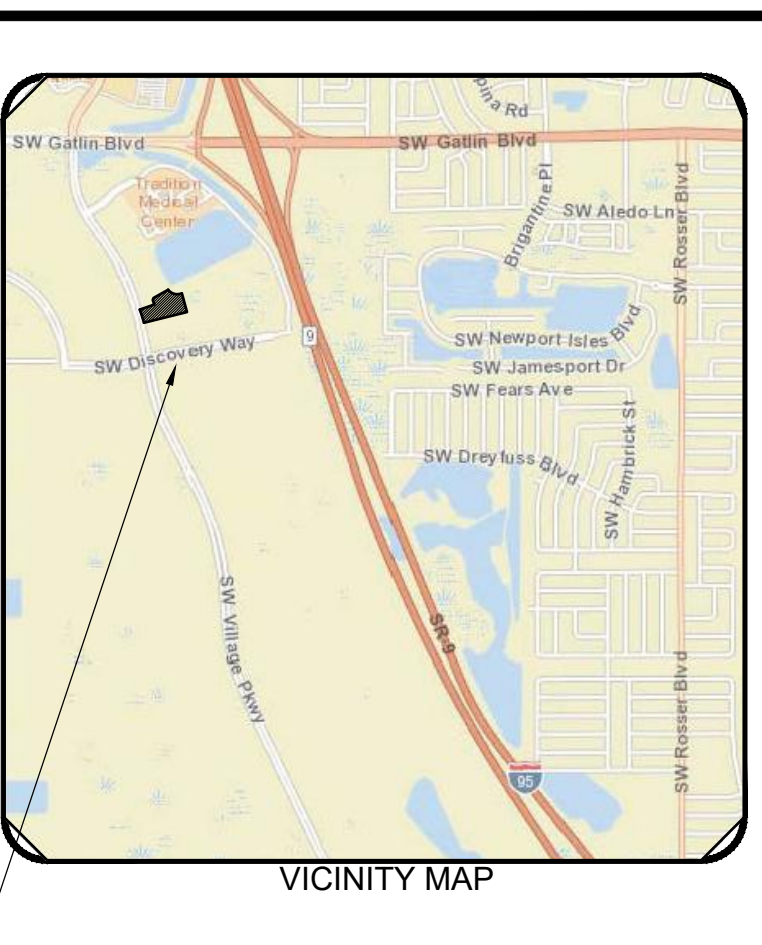 pina Rd
SW Gatlin Blvd
SW Gatlin Blvd
Tradition
Medical
Center
Brigantine Pl
SW Aledo Ln
SW Rosser Blvd
9
SW Newport Isles Blvd
SW Discovery Way
SW Jamesport Dr
SW Fears Ave
SW Hambrick St
SW Dreyfuss Blvd
SW Village Pkwy
SR-9
SW Rosser Blvd
95
VICINITY MAP